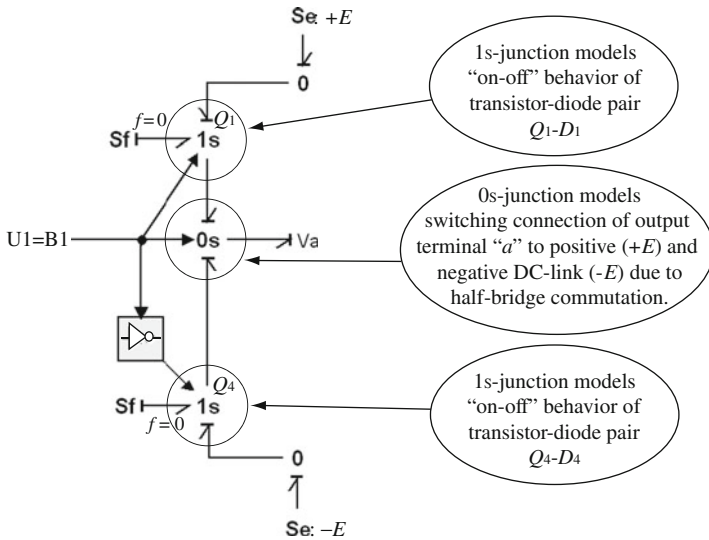 Se: +E
0
1s-junction models
“on-off” behavior of
transistor-diode pair
Q1-D1
f=0
Q1
Sf
1s
0s-junction models
switching connection of output
terminal “a” to positive (+E) and
negative DC-link (-E) due to
half-bridge commutation.
U1=B1
0s
Va
Q4
Sf
1s
f=0
1s-junction models
“on-off” behavior of
transistor-diode pair
Q4-D4
0
Se: −E